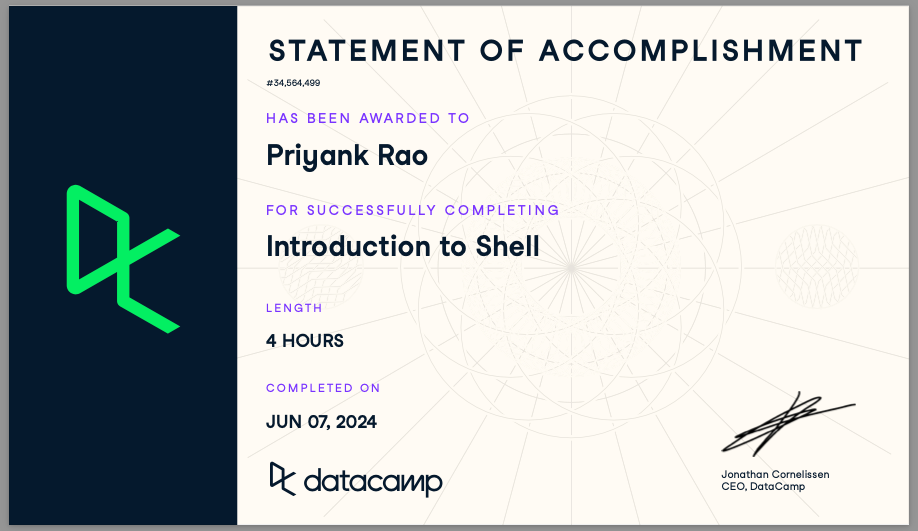 STATEMENT OF ACCOMPLISHMENT
#34,564,499
HAS BEEN AWARDED TO
Priyank Rao
FOR SUCCESSFULLY COMPLETING
Introduction to Shell
LENGTH
4 HOURS
COMPLETED ON
JUN 07, 2024
datacamp
Jonathan Cornelissen
CEO, DataCamp